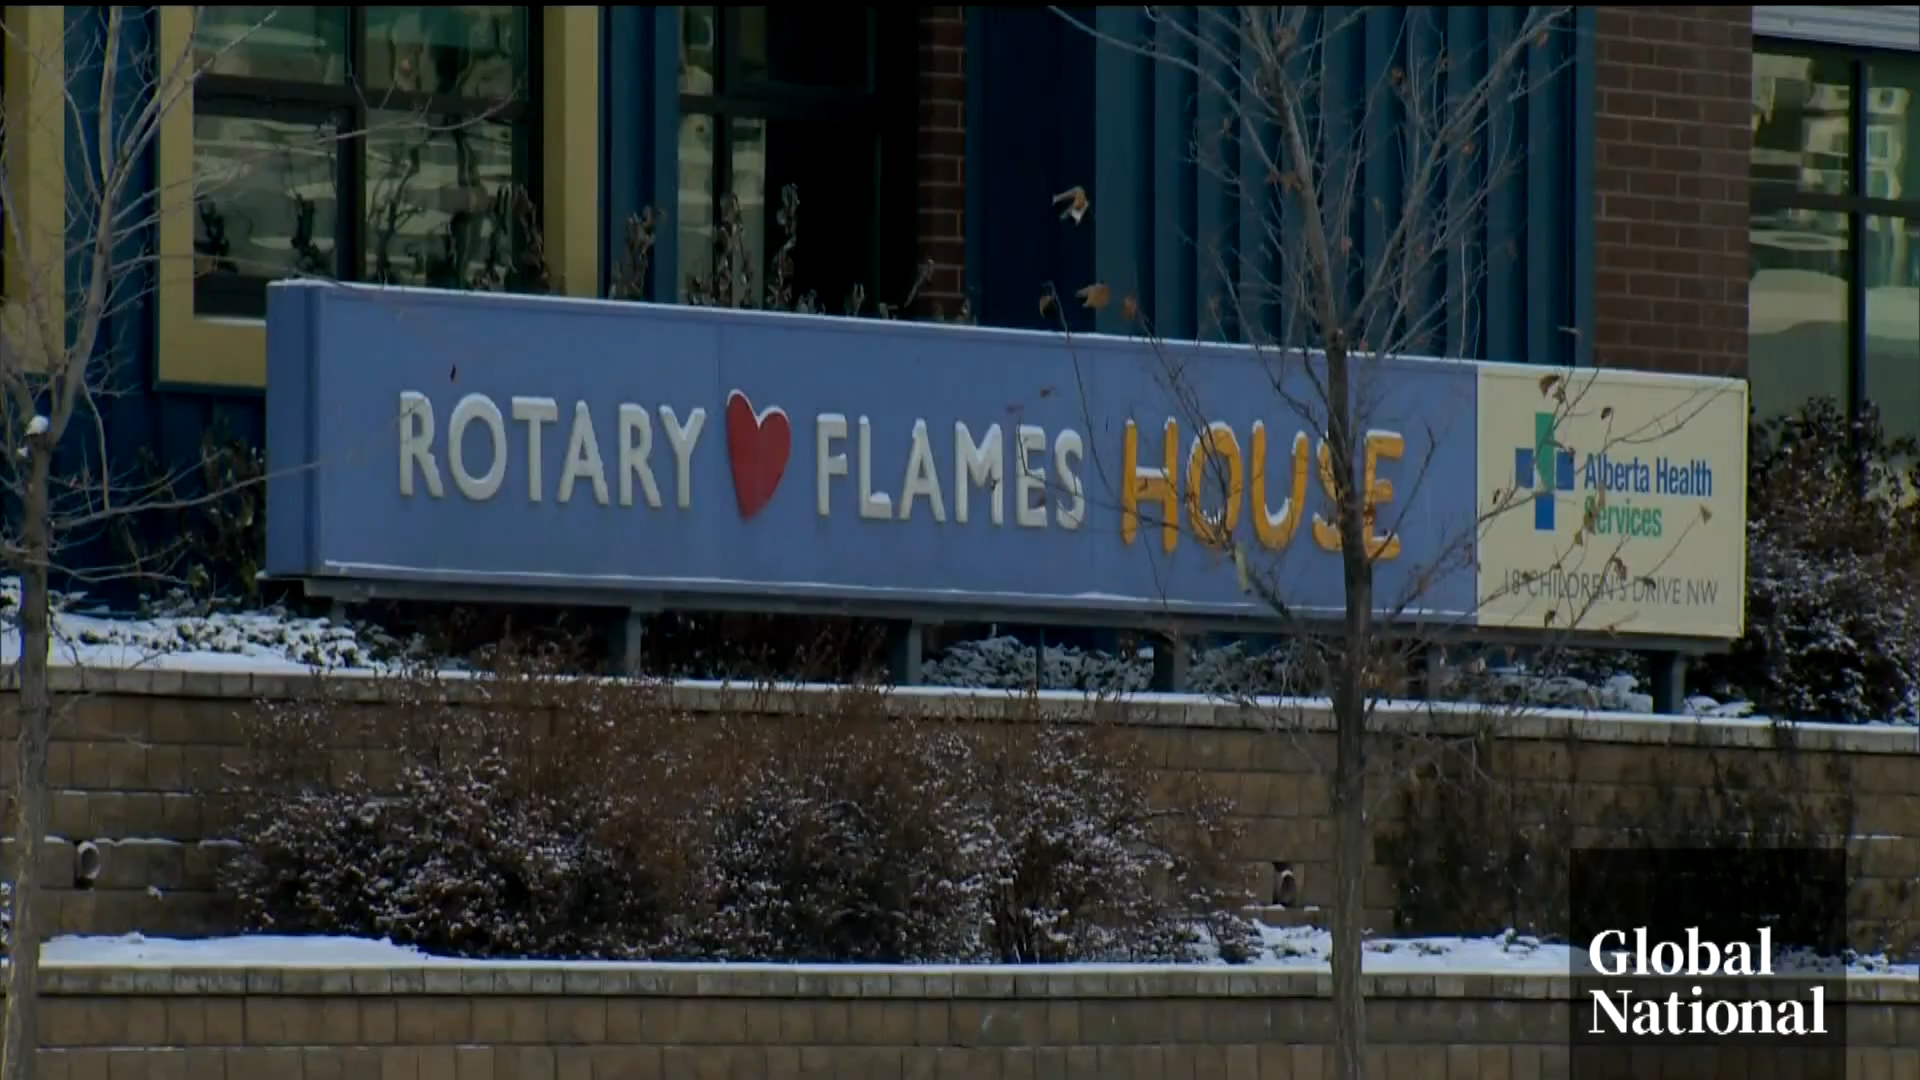 ROTARY FLAMES HOUSE
Alberta Health
Services
18 CHILDREN'S DRIVE NW
Global
National